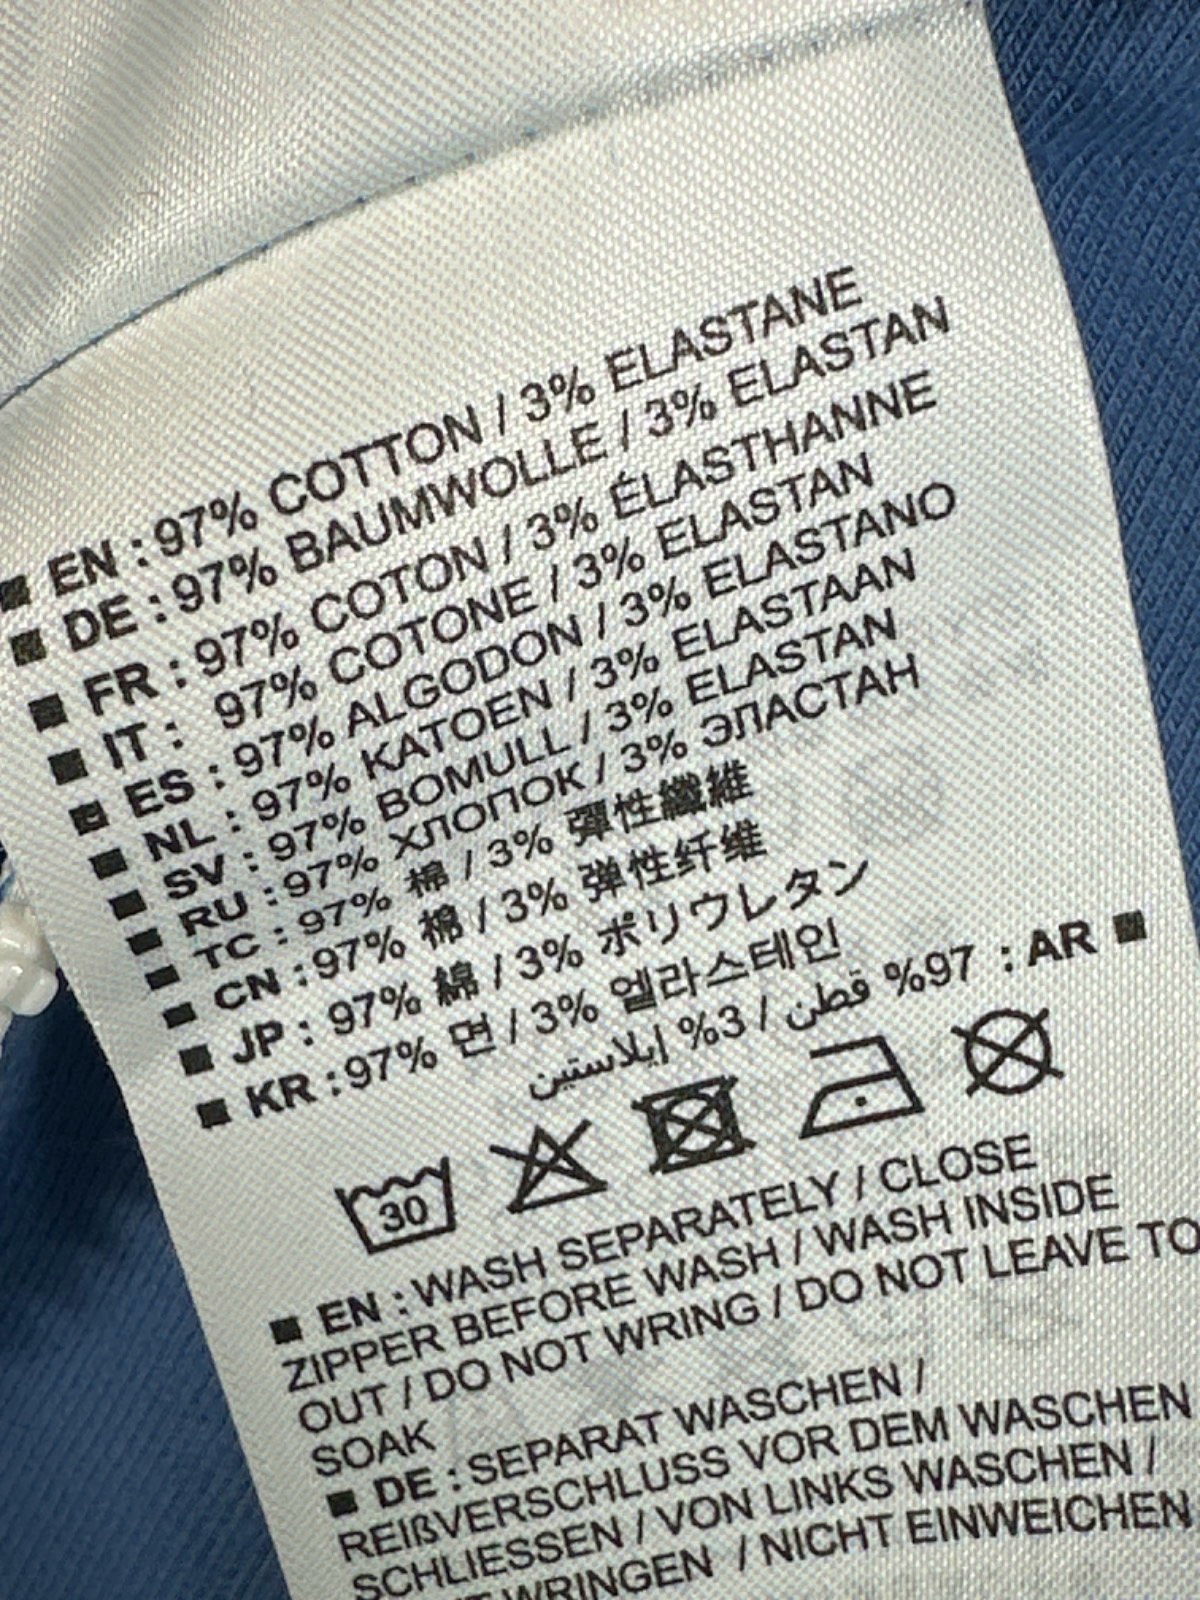 EN : 97% COTTON / 3% ELASTANE
DE : 97% BAUMWOLLE / 3% ELASTAN
FR : 97% COTON / 3% ÉLASTHANNE
IT : 97% COTONE / 3% ELASTAN
ES : 97% ALGODON / 3% ELASTANO
NL : 97% KATOEN / 3% ELASTAAN
SV : 97% BOMULL / 3% ELASTAN
RU : 97% ХЛОПОК / 3% ЭЛАСТАН
TC : 97% 棉 / 3% 彈性纖維
CN : 97% 棉 / 3% 弹性纤维
JP : 97% 綿 / 3% ポリウレタン
KR : 97% 면 / 3% 엘라스테인
AR : 97% قطن / 3% إيلاستين
30
EN : WASH SEPARATELY / CLOSE
ZIPPER BEFORE WASH / WASH INSIDE
OUT / DO NOT WRING / DO NOT LEAVE TO
SOAK
DE : SEPARAT WASCHEN /
REIßVERSCHLUSS VOR DEM WASCHEN
SCHLIESSEN / VON LINKS WASCHEN /
WRINGEN / NICHT EINWEICHEN